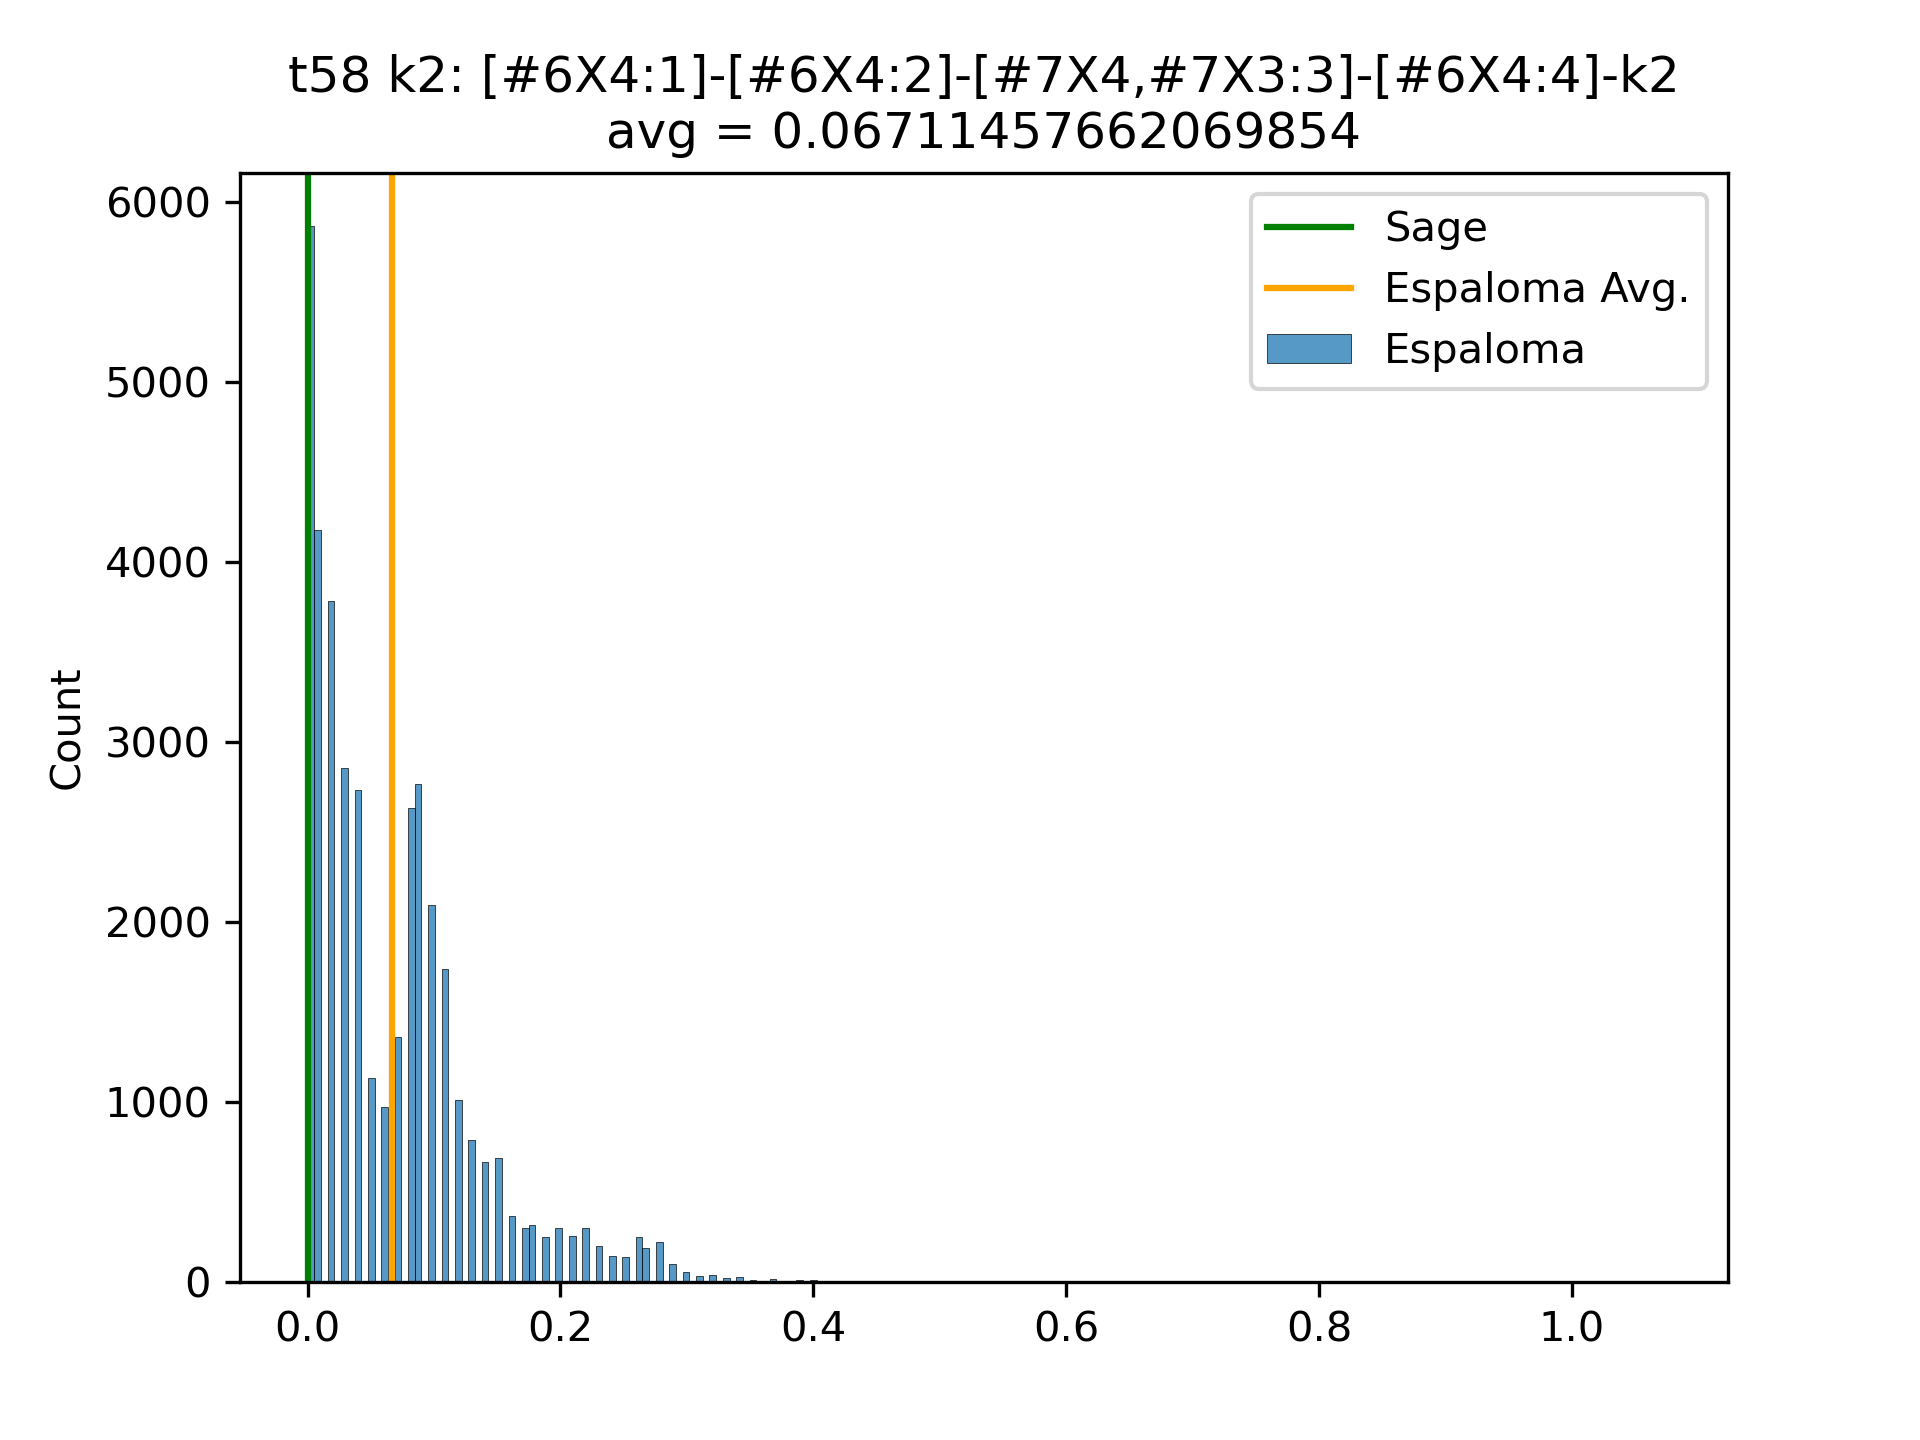 t58 k2: [#6X4:1]-[#6X4:2]-[#7X4,#7X3:3]-[#6X4:4]-k2
avg = 0.06711457662069854
Sage
Espaloma Avg.
Espaloma
Count
6000
5000
4000
3000
2000
1000
0
0.0 0.2 0.4 0.6 0.8 1.0